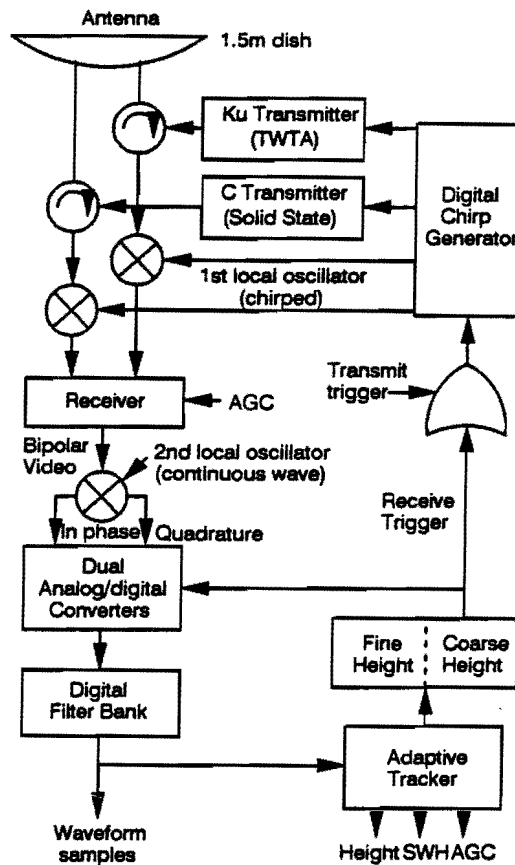 Antenna
1.5m dish
Ku Transmitter
(TWTA)
C Transmitter
(Solid State)
Digital
Chirp
Generator
1st local oscillator
(chirped)
Transmit
trigger
Receiver
AGC
Bipolar
Video
2nd local oscillator
(continuous wave)
In phase
Quadrature
Receive
Trigger
Dual
Analog/digital
Converters
Fine
Height
Coarse
Height
Digital
Filter Bank
Adaptive
Tracker
Waveform
samples
Height SWH AGC